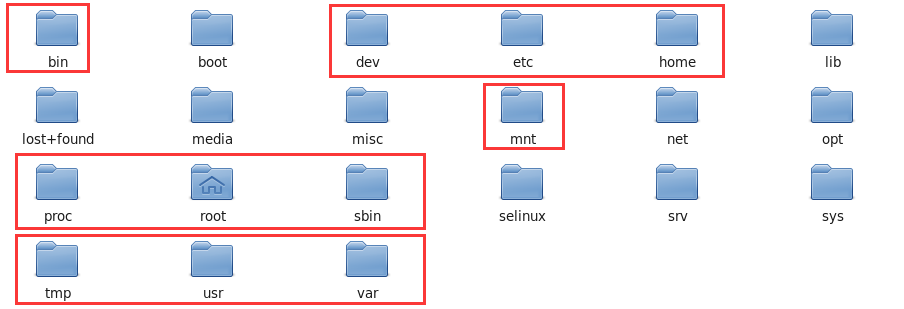 bin boot dev etc home lib
lost+found media misc mnt net opt
proc root sbin selinux srv sys
tmp usr var